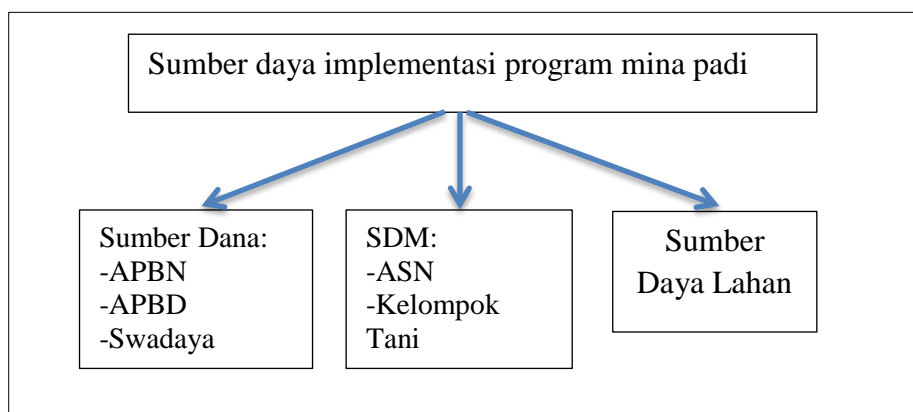 Sumber daya implementasi program mina padi
Sumber Dana:
-APBN
-APBD
-Swadaya
SDM:
-ASN
-Kelompok
Tani
Sumber
Daya Lahan